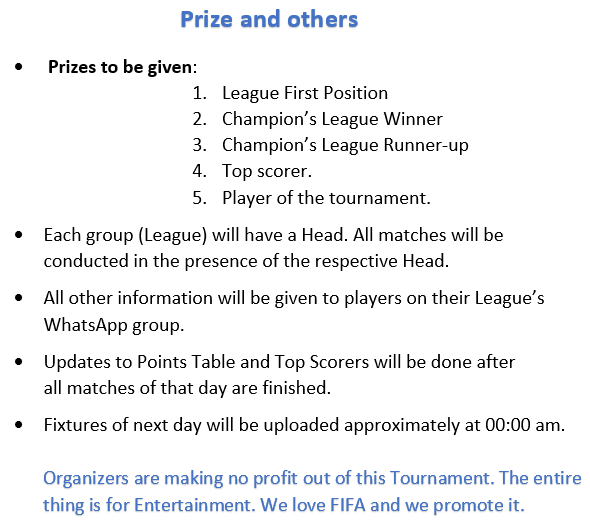 Prize and others
• Prizes to be given:
1. League First Position
2. Champion’s League Winner
3. Champion’s League Runner-up
4. Top scorer.
5. Player of the tournament.
• Each group (League) will have a Head. All matches will be
conducted in the presence of the respective Head.
• All other information will be given to players on their League’s
WhatsApp group.
• Updates to Points Table and Top Scorers will be done after
all matches of that day are finished.
• Fixtures of next day will be uploaded approximately at 00:00 am.
Organizers are making no profit out of this Tournament. The entire
thing is for Entertainment. We love FIFA and we promote it.